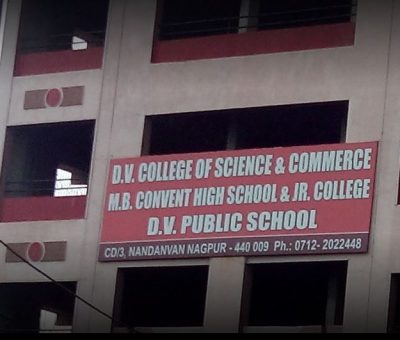 D.V. COLLEGE OF SCIENCE & COMMERCE
M.B. CONVENT HIGH SCHOOL & JR. COLLEGE
D.V. PUBLIC SCHOOL
CD/3, NANDANVAN NAGPUR - 440 009 Ph.: 0712- 2022448